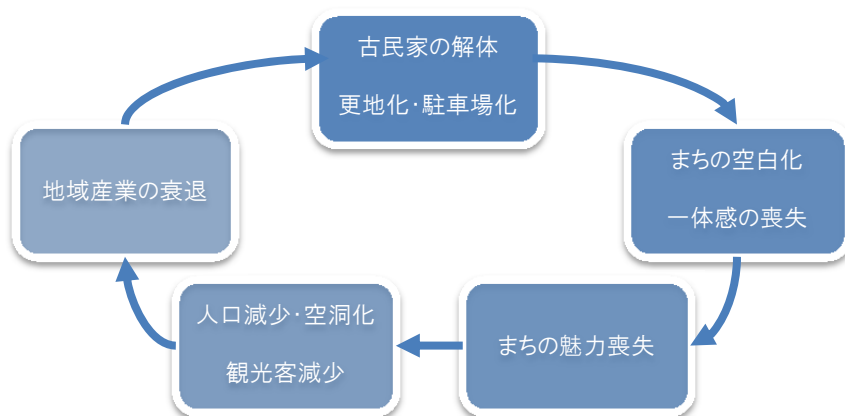 古民家の解体
更地化・駐車場化
まちの空白化
一体感の喪失
まちの魅力喪失
人口減少・空洞化
観光客減少
地域産業の衰退